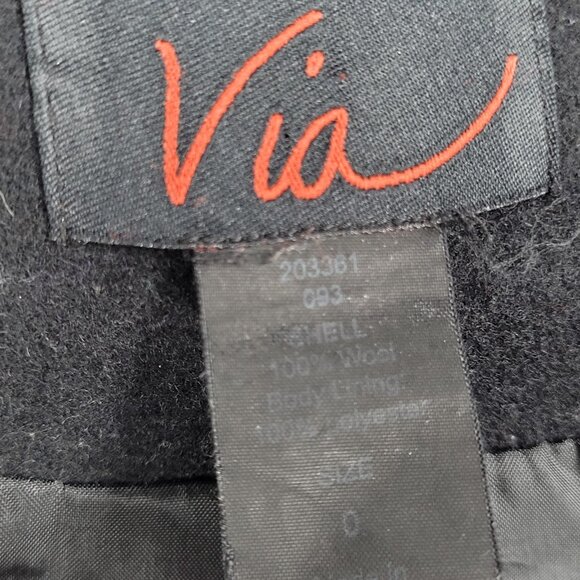 Via
203361
093
SHELL
100% Wool
Body Lining:
100% Polyester
SIZE
0